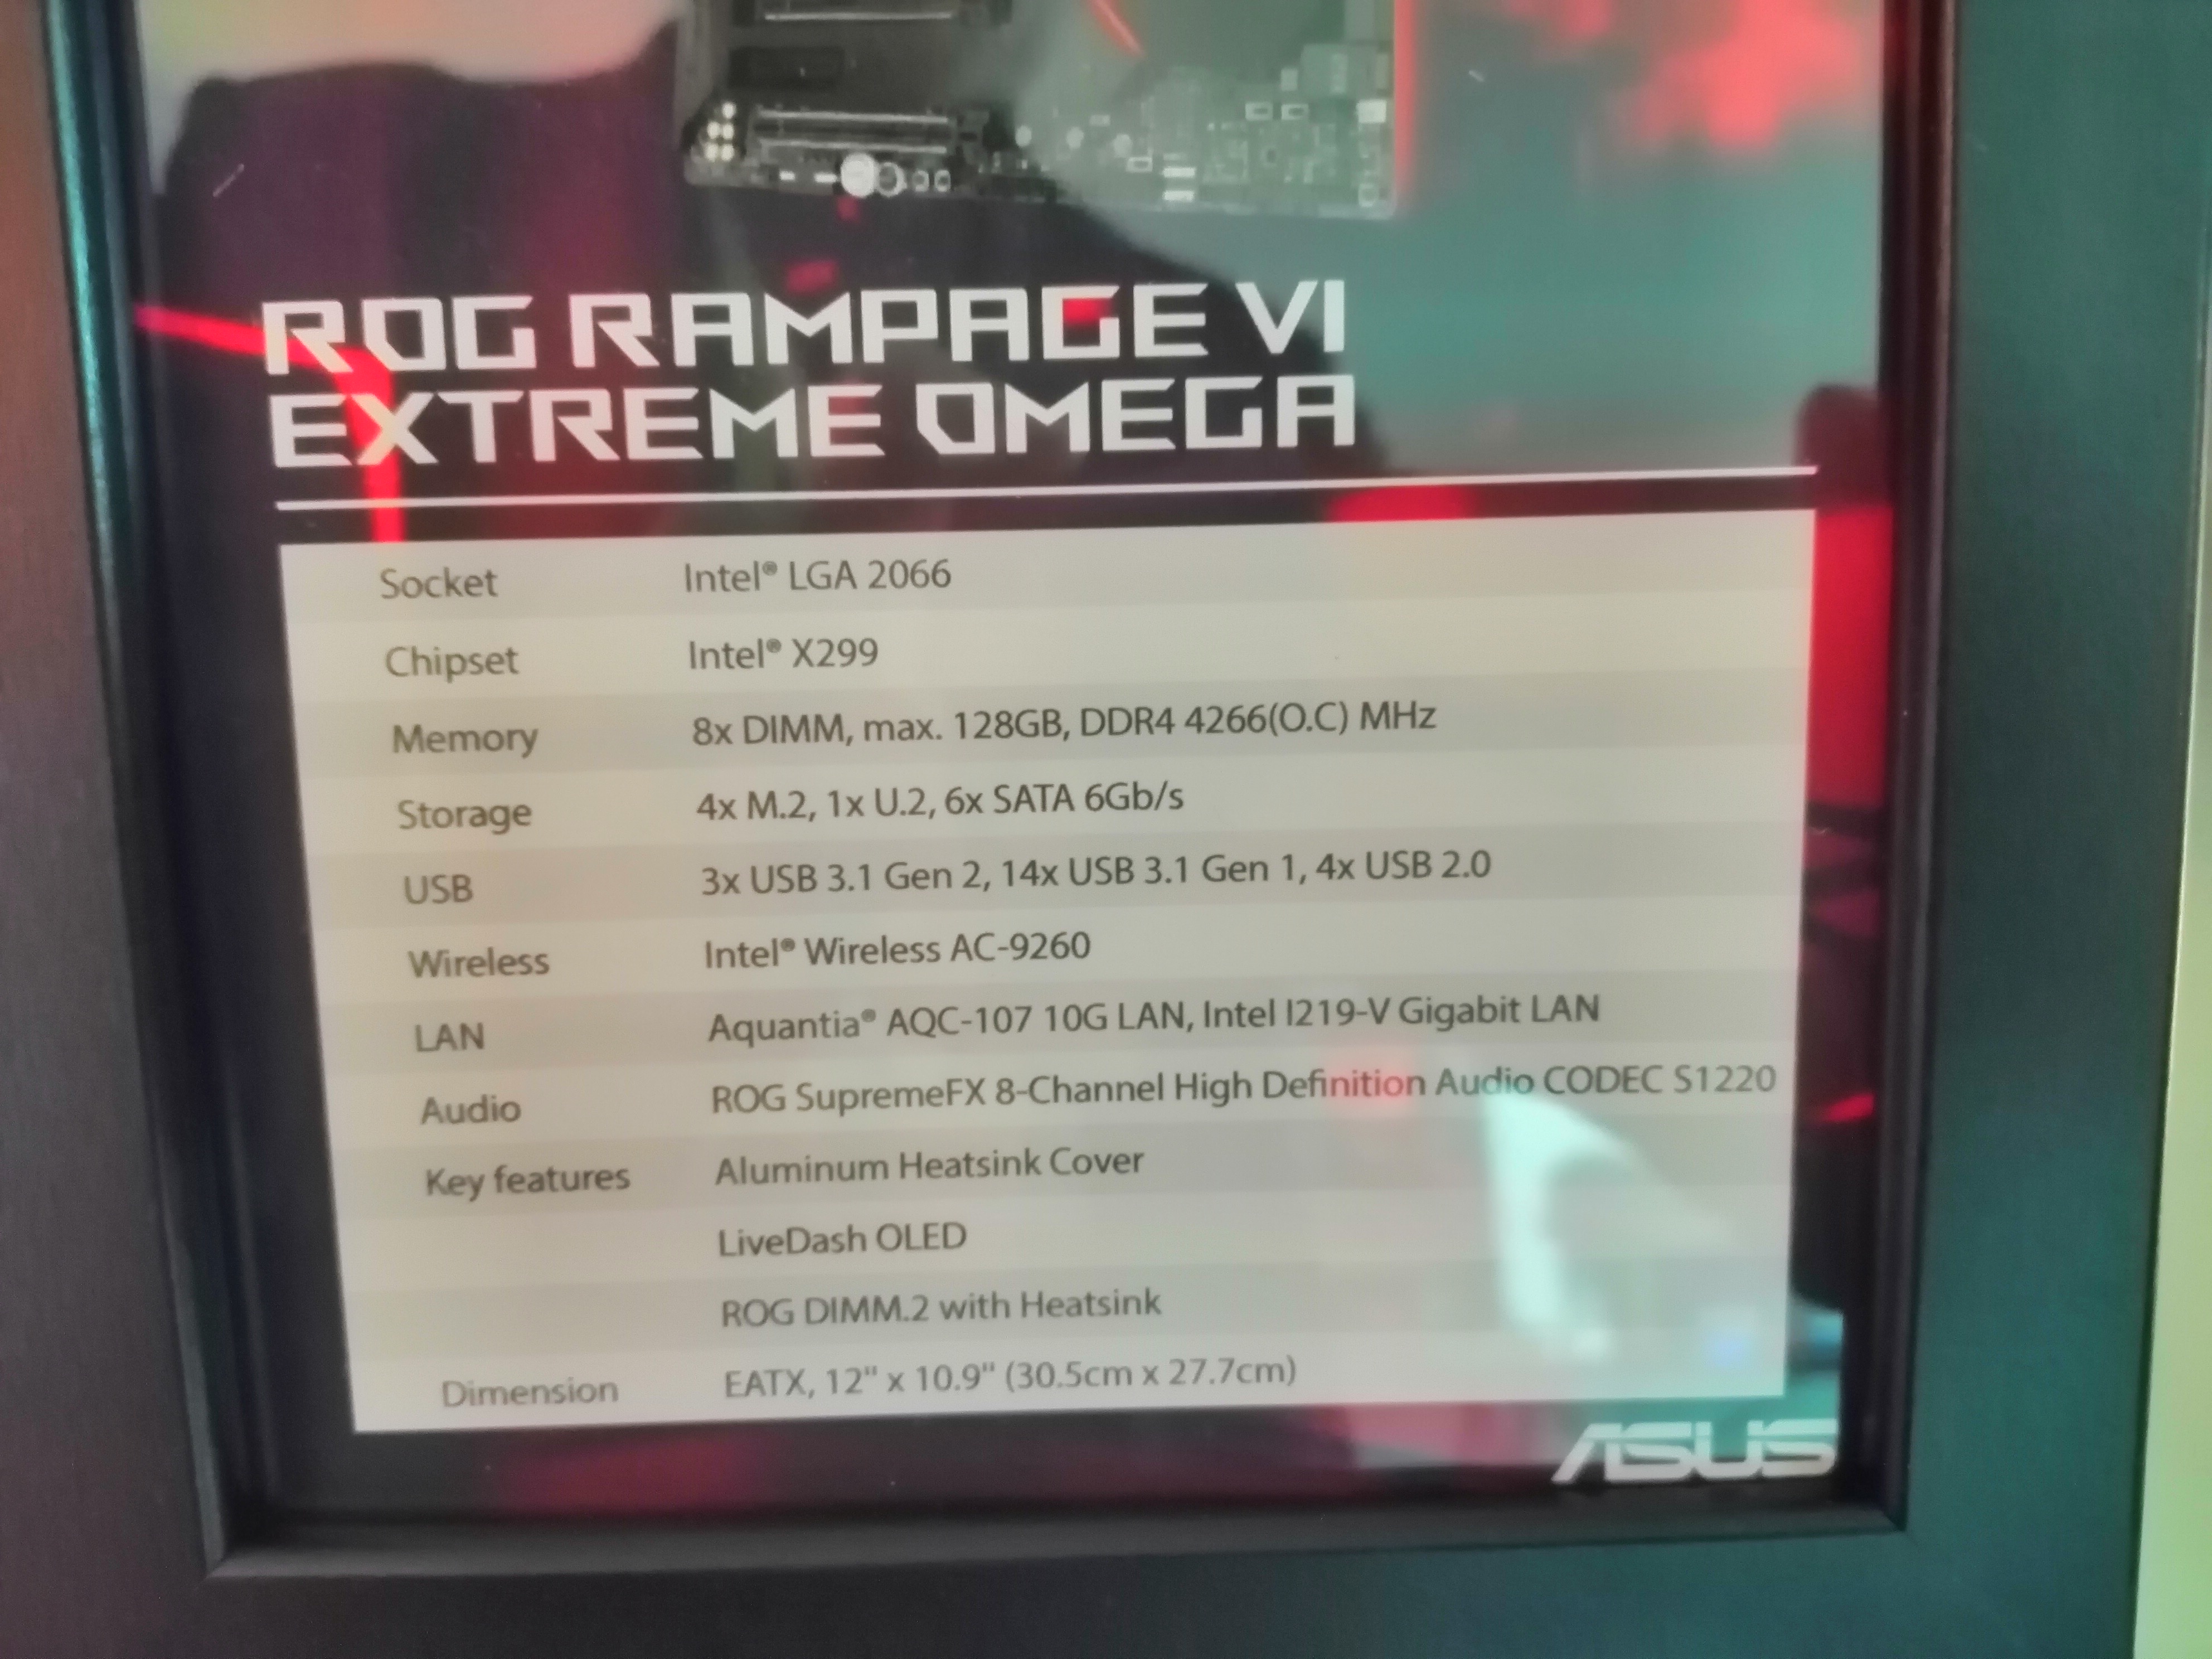 ROG RAMPAGE VI
EXTREME OMEGA
Socket Intel® LGA 2066
Chipset Intel® X299
Memory 8x DIMM, max. 128GB, DDR4 4266(O.C) MHz
Storage 4x M.2, 1x U.2, 6x SATA 6Gb/s
USB 3x USB 3.1 Gen 2, 14x USB 3.1 Gen 1, 4x USB 2.0
Wireless Intel® Wireless AC-9260
LAN Aquantia® AQC-107 10G LAN, Intel I219-V Gigabit LAN
Audio ROG SupremeFX 8-Channel High Definition Audio CODEC S1220
Key features Aluminum Heatsink Cover
LiveDash OLED
ROG DIMM.2 with Heatsink
Dimension EATX, 12" x 10.9" (30.5cm x 27.7cm)
ASUS